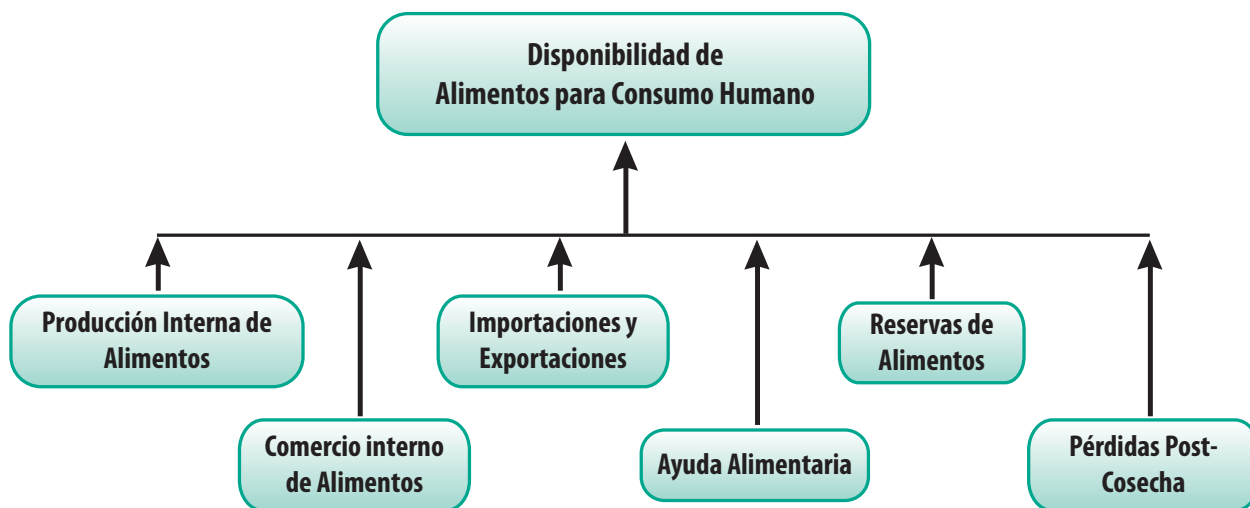 Disponibilidad de
Alimentos para Consumo Humano
Producción Interna de
Alimentos
Importaciones y
Exportaciones
Reservas de
Alimentos
Comercio interno
de Alimentos
Ayuda Alimentaria
Pérdidas Post-
Cosecha